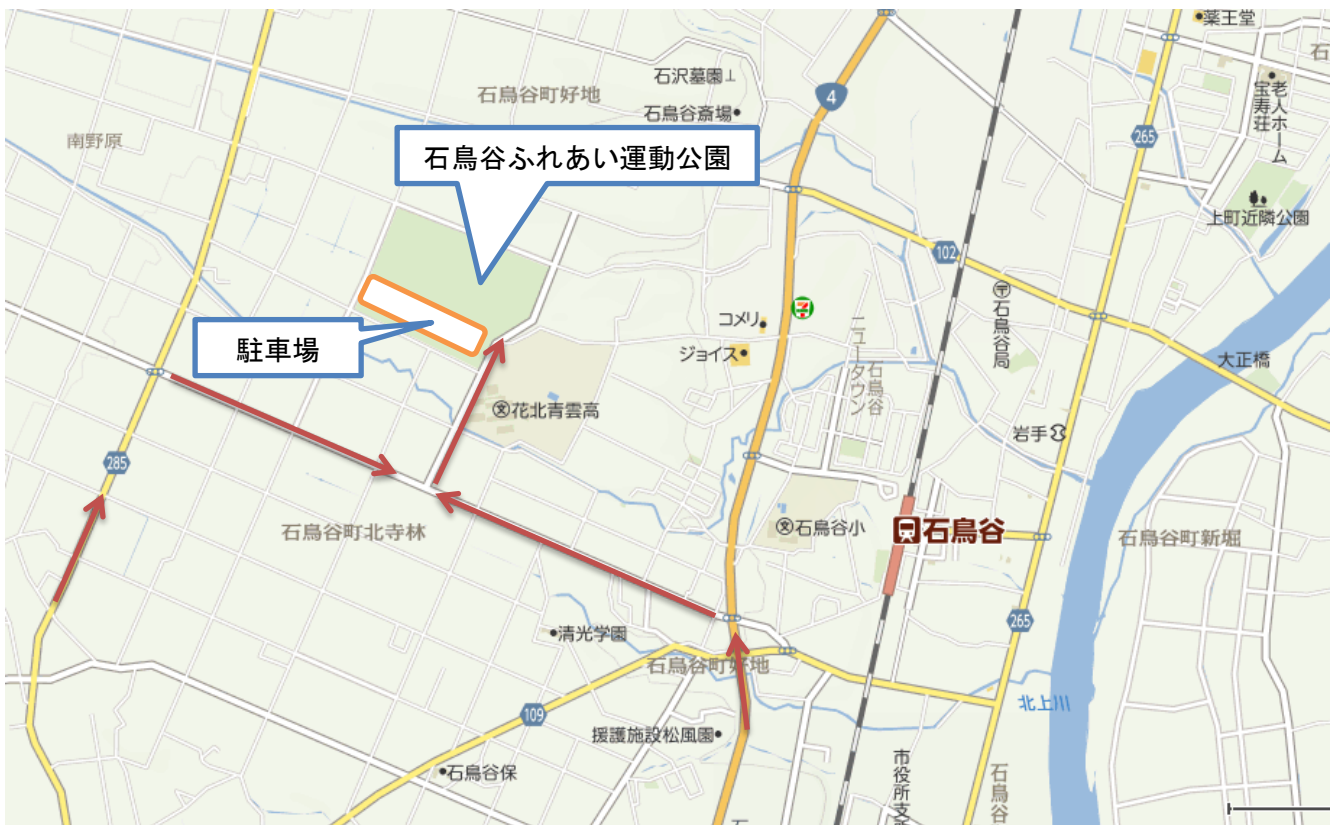 薬王堂
石
石沢墓園
石鳥谷町好地
石鳥谷斎場
4
老人ホーム
宝寿荘
265
南野原
石鳥谷ふれあい運動公園
上町近隣公園
102
石鳥谷局
コメリ
ジョイス
石鳥谷
ニュータウン
駐車場
大正橋
花北青雲高
岩手
285
石鳥谷町北寺林
石鳥谷小
石鳥谷
石鳥谷町新堀
265
清光学園
石鳥谷町好地
北上川
109
援護施設松風園
石鳥谷保
市役所支所
石鳥谷
石